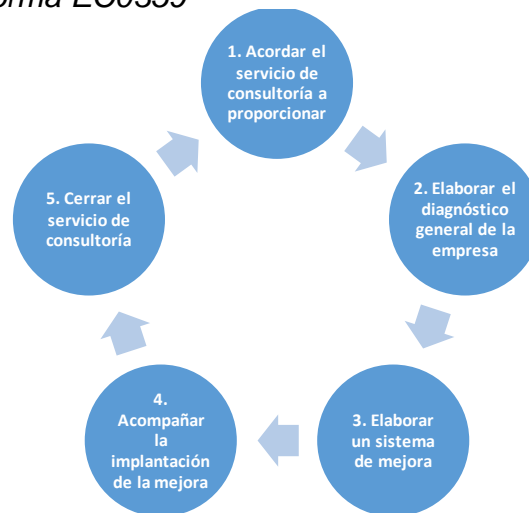 EC0359
1. Acordar el
servicio de
consultoría a
proporcionar
2. Elaborar el
diagnóstico
general de la
empresa
3. Elaborar
un sistema
de mejora
4.
Acompañar
la
implantación
de la mejora
5. Cerrar el
servicio de
consultoría